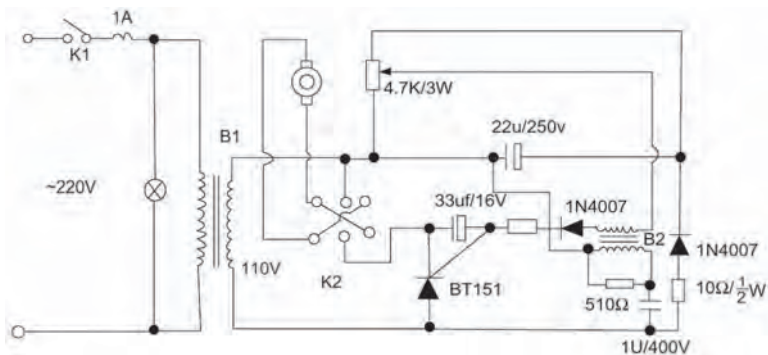 1A
K1
4.7K/3W
B1
22u/250v
~220V
33uf/16V
1N4007
B2
1N4007
110V
K2
BT151
510Ω
10Ω/½W
1U/400V